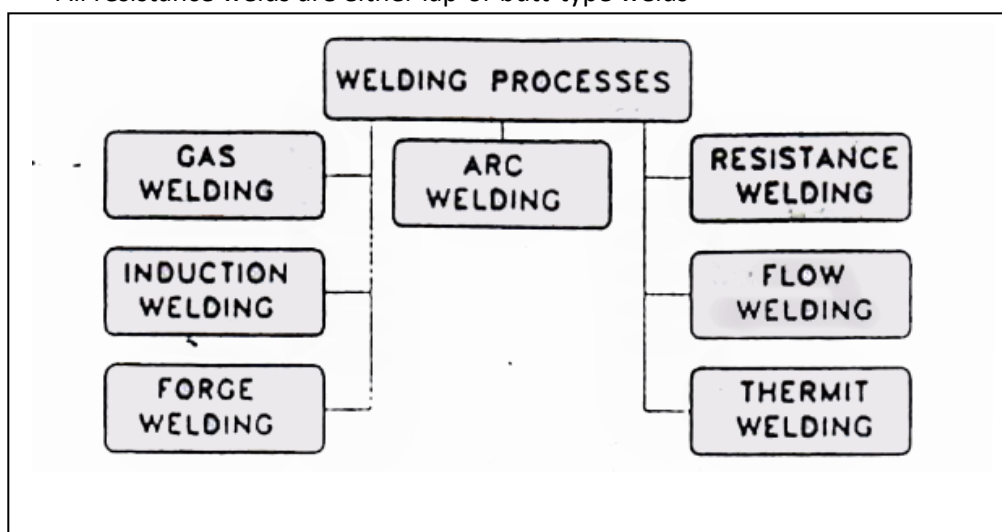 All resistance welds are either lap or butt type welds
WELDING PROCESSES
GAS
WELDING
ARC
WELDING
RESISTANCE
WELDING
INDUCTION
WELDING
FLOW
WELDING
FORGE
WELDING
THERMIT
WELDING